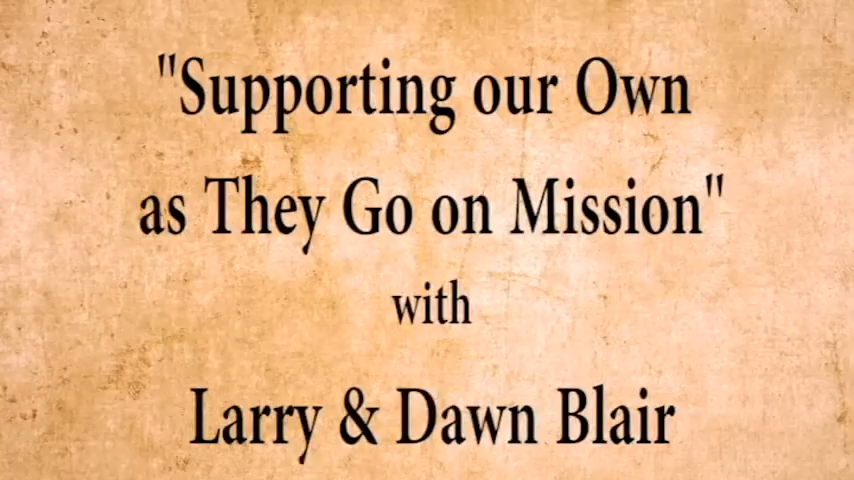 "Supporting our Own
as They Go on Mission"
with
Larry & Dawn Blair